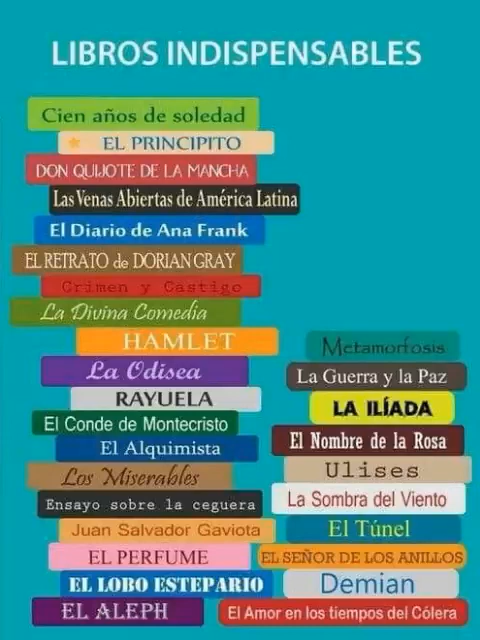 LIBROS INDISPENSABLES
Cien años de soledad
EL PRINCIPITO
DON QUIJOTE DE LA MANCHA
Las Venas Abiertas de América Latina
El Diario de Ana Frank
EL RETRATO de DORIAN GRAY
Crimen y Castigo
La Divina Comedia
HAMLET
La Odisea
RAYUELA
El Conde de Montecristo
El Alquimista
Los Miserables
Ensayo sobre la ceguera
Juan Salvador Gaviota
EL PERFUME
EL LOBO ESTEPARIO
EL ALEPH
Metamorfosis
La Guerra y la Paz
LA ILÍADA
El Nombre de la Rosa
Ulises
La Sombra del Viento
El Túnel
EL SEÑOR DE LOS ANILLOS
Demian
El Amor en los tiempos del Cólera